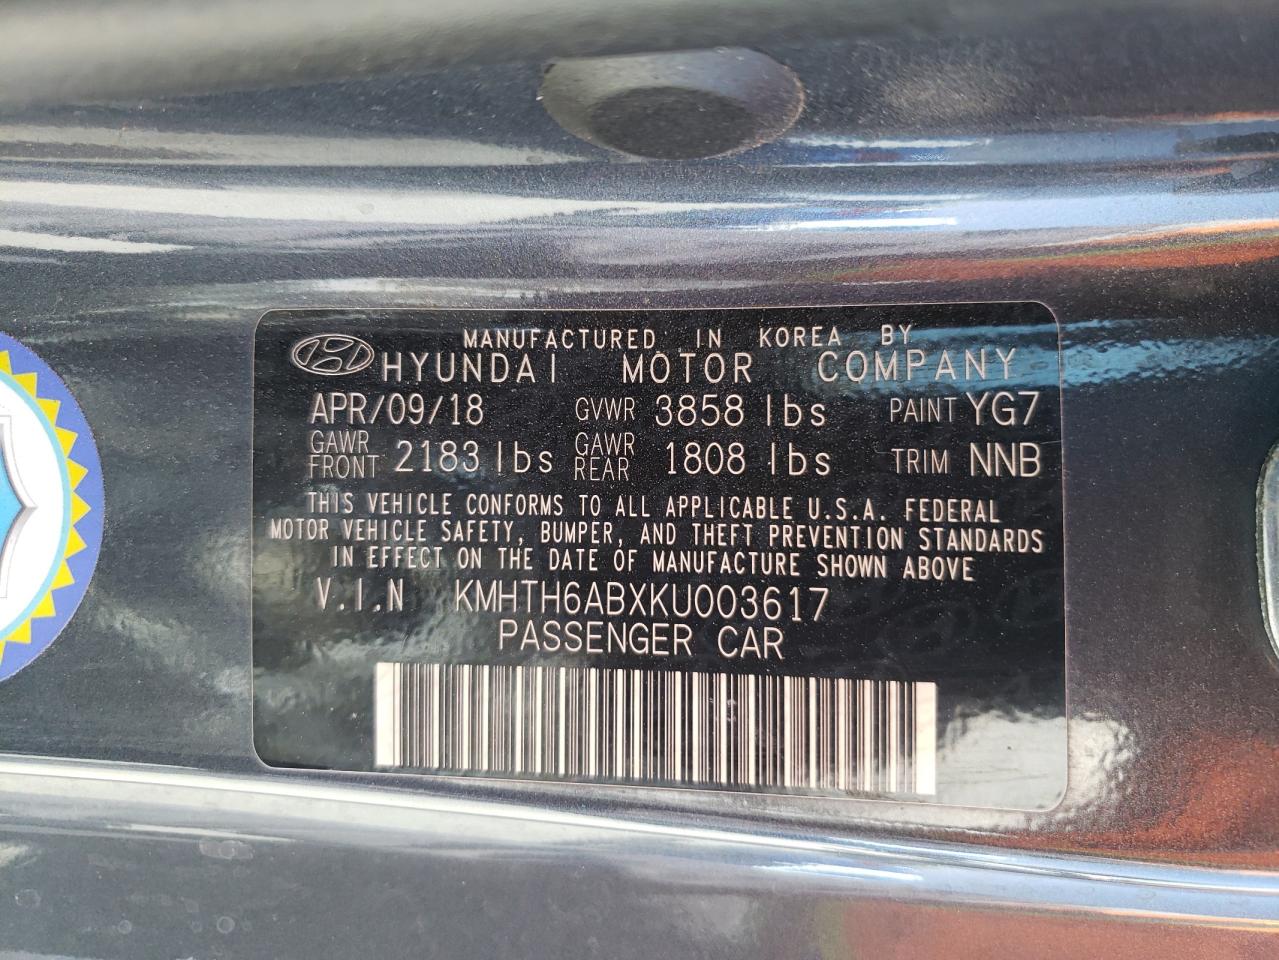 MANUFACTURED IN KOREA BY
HYUNDAI MOTOR COMPANY
APR/09/18 GVWR 3858 lbs PAINT YG7
GAWR FRONT 2183 lbs GAWR REAR 1808 lbs TRIM NNB
THIS VEHICLE CONFORMS TO ALL APPLICABLE U.S.A. FEDERAL
MOTOR VEHICLE SAFETY, BUMPER, AND THEFT PREVENTION STANDARDS
IN EFFECT ON THE DATE OF MANUFACTURE SHOWN ABOVE
V.I.N KMHTH6ABXKU003617
PASSENGER CAR